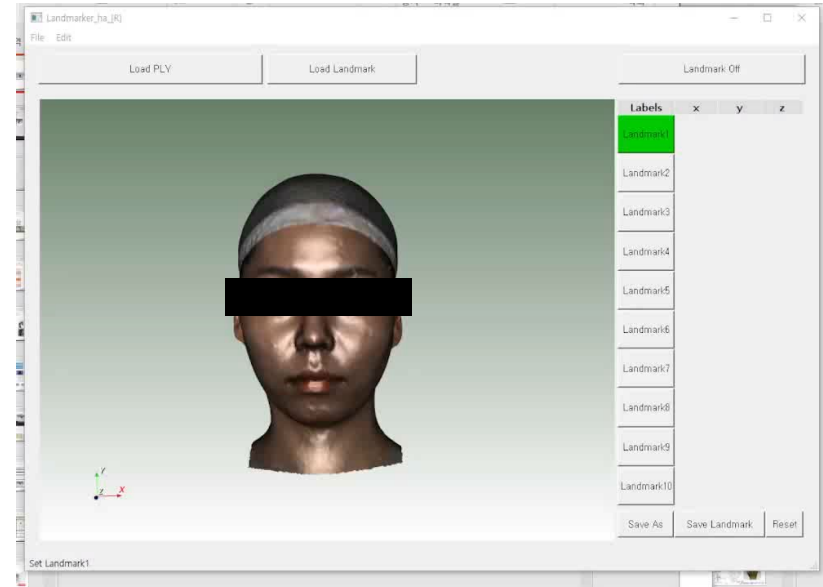 Landmarker_ha_(R)
File Edit
Load PLY Load Landmark Landmark Off
Labels x y z
Landmark1
Landmark2
Landmark3
Landmark4
Landmark5
Landmark6
Landmark7
Landmark8
Landmark9
Landmark10
Y
Z X
Save As Save Landmark Reset
Set Landmark1